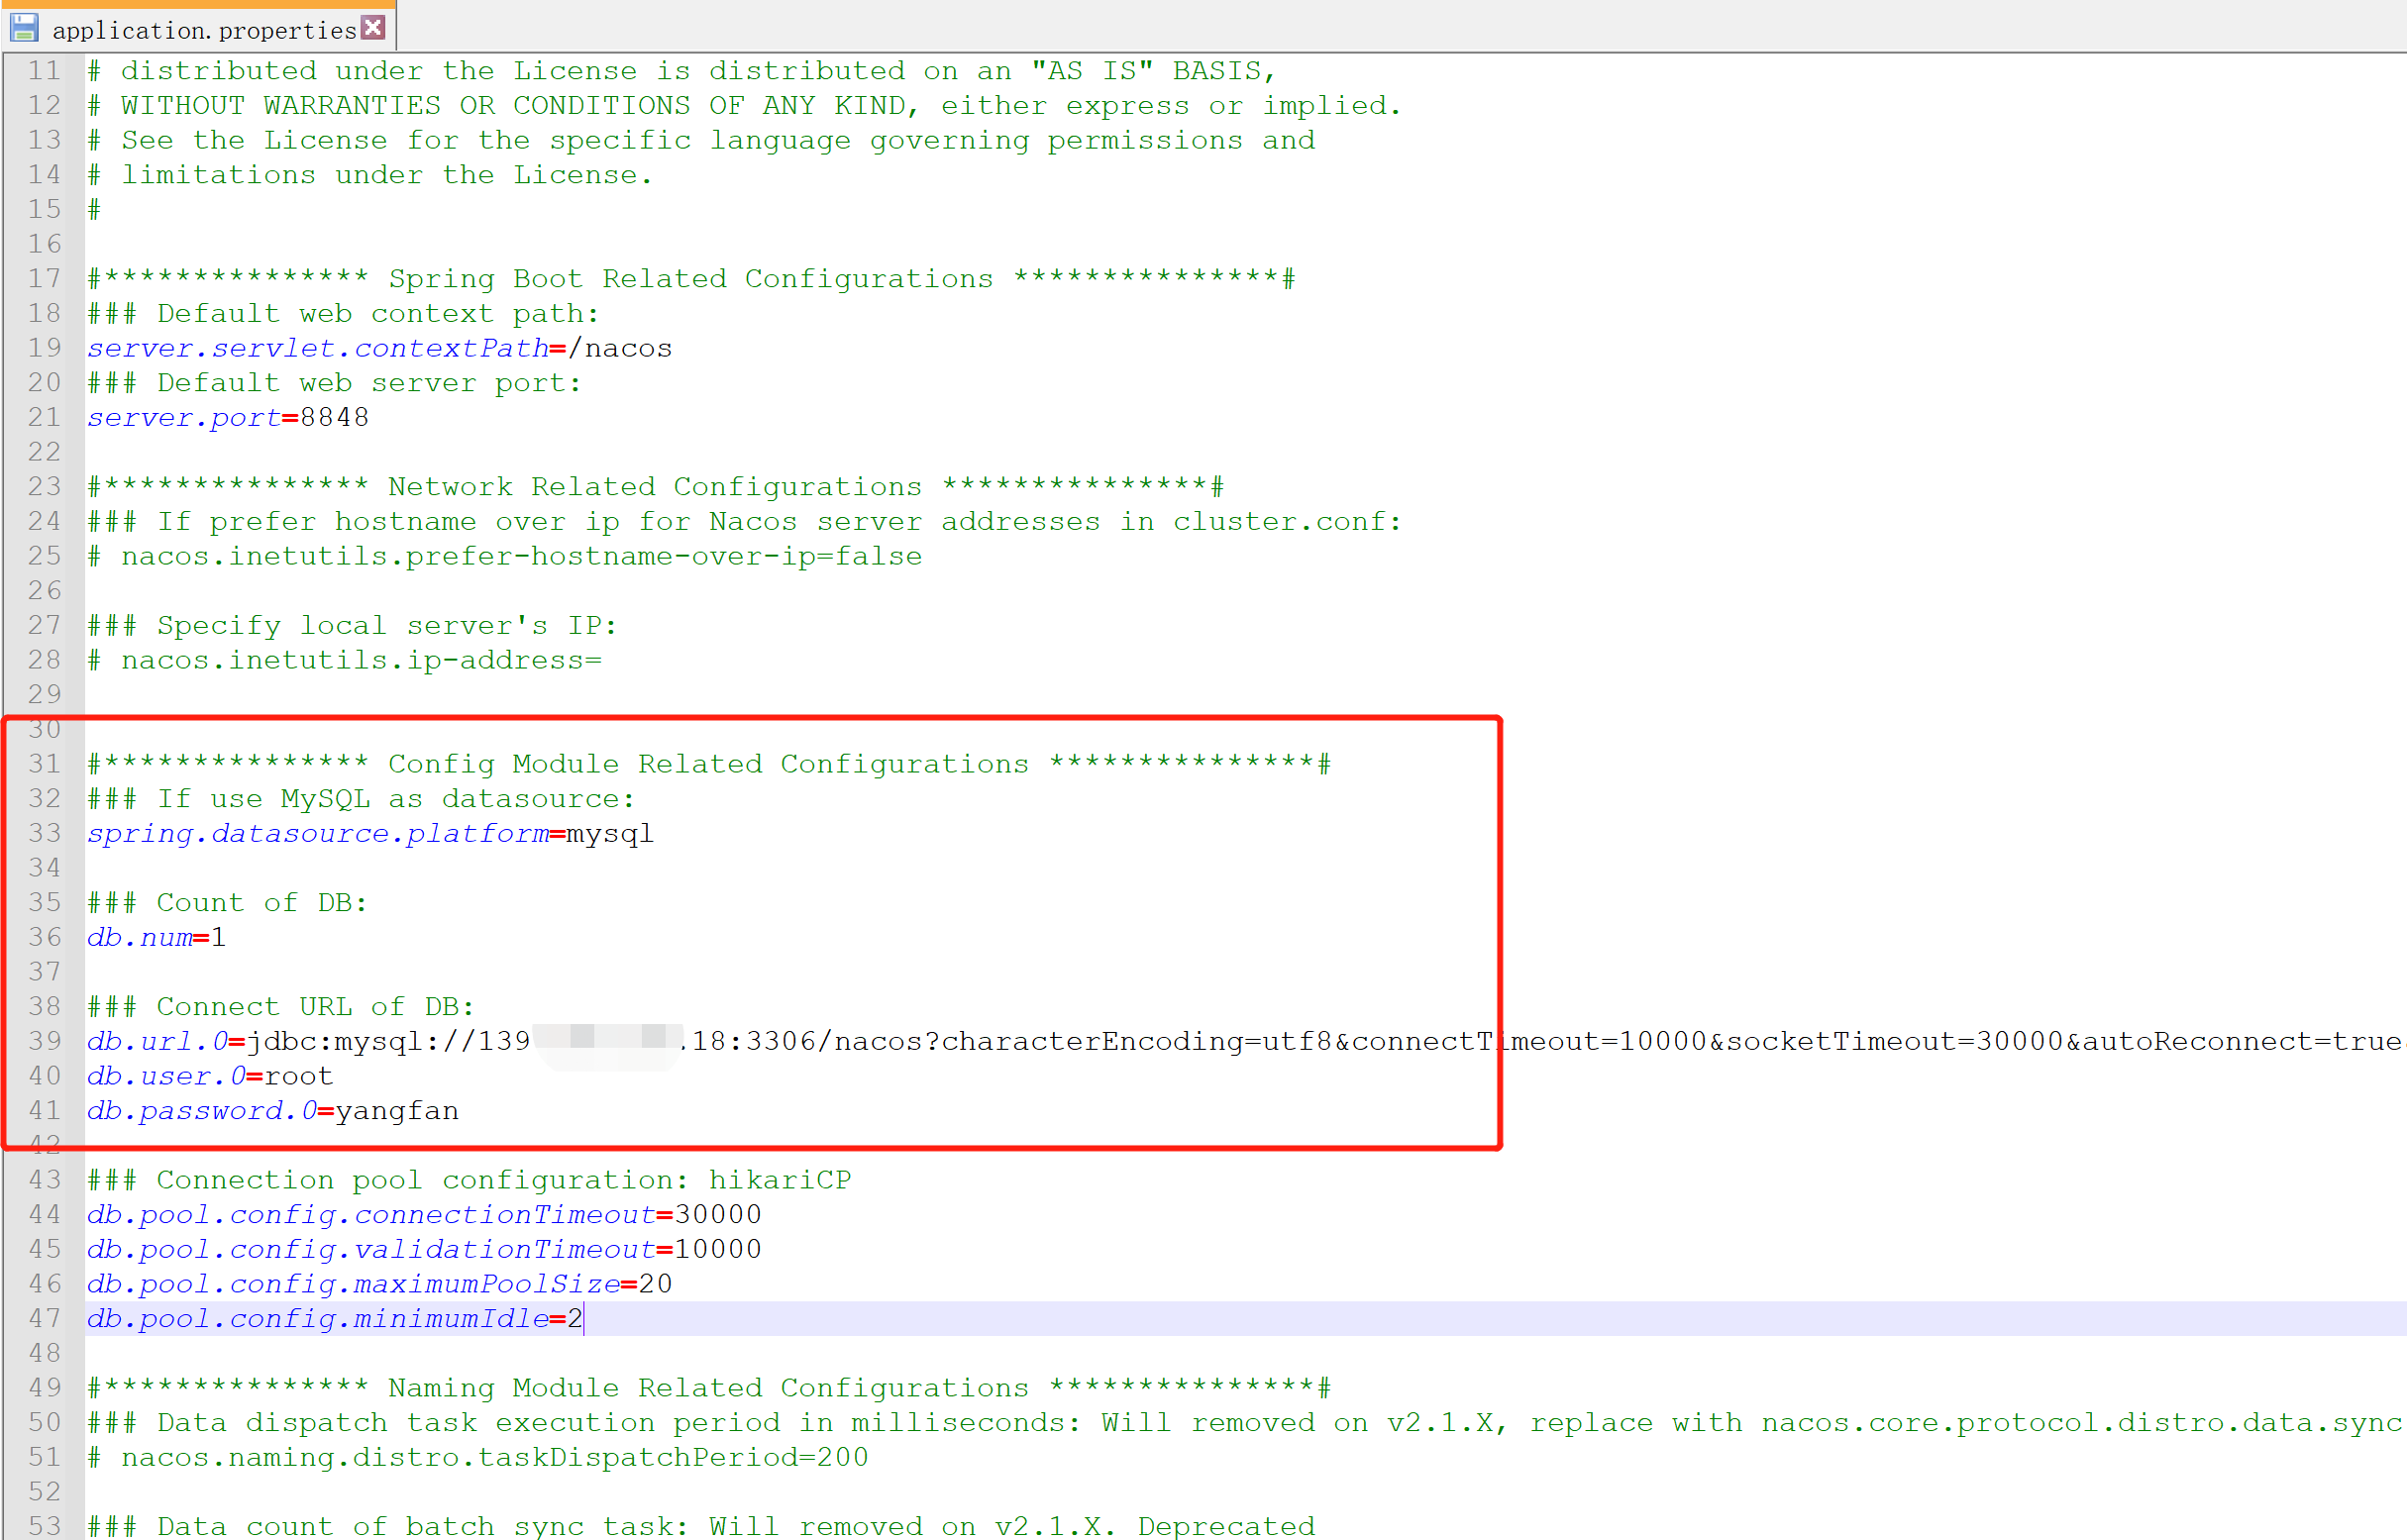 application.properties
11 # distributed under the License is distributed on an "AS IS" BASIS,
12 # WITHOUT WARRANTIES OR CONDITIONS OF ANY KIND, either express or implied.
13 # See the License for the specific language governing permissions and
14 # limitations under the License.
15 #
16
17 #*************** Spring Boot Related Configurations ***************#
18 ### Default web context path:
19 server.servlet.contextPath=/nacos
20 ### Default web server port:
21 server.port=8848
22
23 #*************** Network Related Configurations ***************#
24 ### If prefer hostname over ip for Nacos server addresses in cluster.conf:
25 # nacos.inetutils.prefer-hostname-over-ip=false
26
27 ### Specify local server's IP:
28 # nacos.inetutils.ip-address=
29
30
31 #*************** Config Module Related Configurations ***************#
32 ### If use MySQL as datasource:
33 spring.datasource.platform=mysql
34
35 ### Count of DB:
36 db.num=1
37
38 ### Connect URL of DB:
39 db.url.0=jdbc:mysql://139 .18:3306/nacos?characterEncoding=utf8&connectTimeout=10000&socketTimeout=30000&autoReconnect=true
40 db.user.0=root
41 db.password.0=yangfan
42
43 ### Connection pool configuration: hikariCP
44 db.pool.config.connectionTimeout=30000
45 db.pool.config.validationTimeout=10000
46 db.pool.config.maximumPoolSize=20
47 db.pool.config.minimumIdle=2
48
49 #*************** Naming Module Related Configurations ***************#
50 ### Data dispatch task execution period in milliseconds: Will removed on v2.1.X, replace with nacos.core.protocol.distro.data.sync
51 # nacos.naming.distro.taskDispatchPeriod=200
52
53 ### Data count of batch sync task: Will removed on v2.1.X. Deprecated